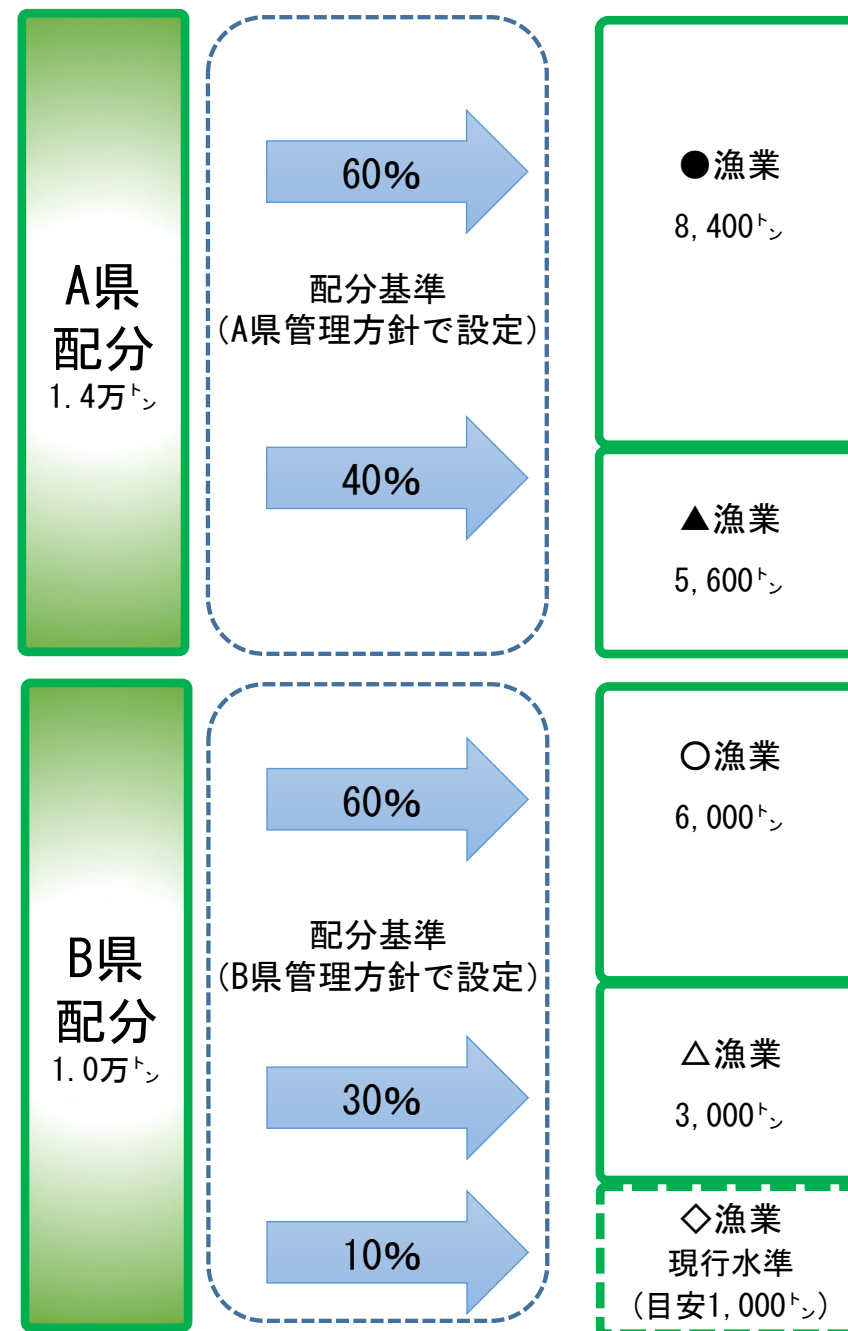 A県
配分
1.4万㌧
60%
配分基準
（A県管理方針で設定）
40%
●漁業
8,400㌧
▲漁業
5,600㌧
B県
配分
1.0万㌧
60%
配分基準
（B県管理方針で設定）
30%
10%
○漁業
6,000㌧
△漁業
3,000㌧
◇漁業
現行水準
（目安1,000㌧）